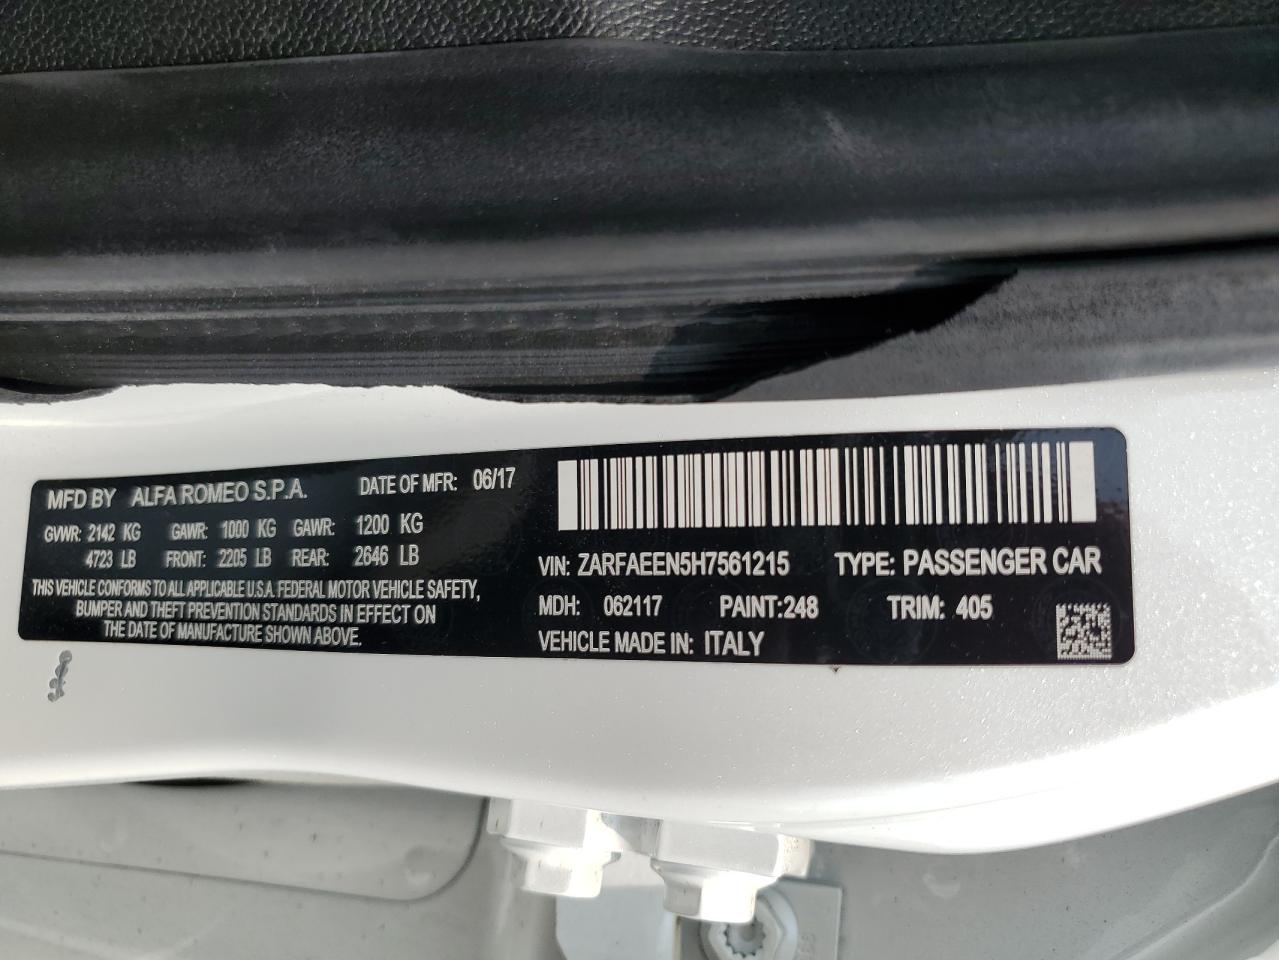 MFD BY ALFA ROMEO S.P.A. DATE OF MFR: 06/17
GVWR: 2142 KG GAWR: 1000 KG GAWR: 1200 KG
4723 LB FRONT: 2205 LB REAR: 2646 LB
THIS VEHICLE CONFORMS TO ALL APPLICABLE U.S.A. FEDERAL MOTOR VEHICLE SAFETY,
BUMPER AND THEFT PREVENTION STANDARDS IN EFFECT ON
THE DATE OF MANUFACTURE SHOWN ABOVE.
VIN: ZARFAEEN5H7561215 TYPE: PASSENGER CAR
MDH: 062117 PAINT:248 TRIM: 405
VEHICLE MADE IN: ITALY